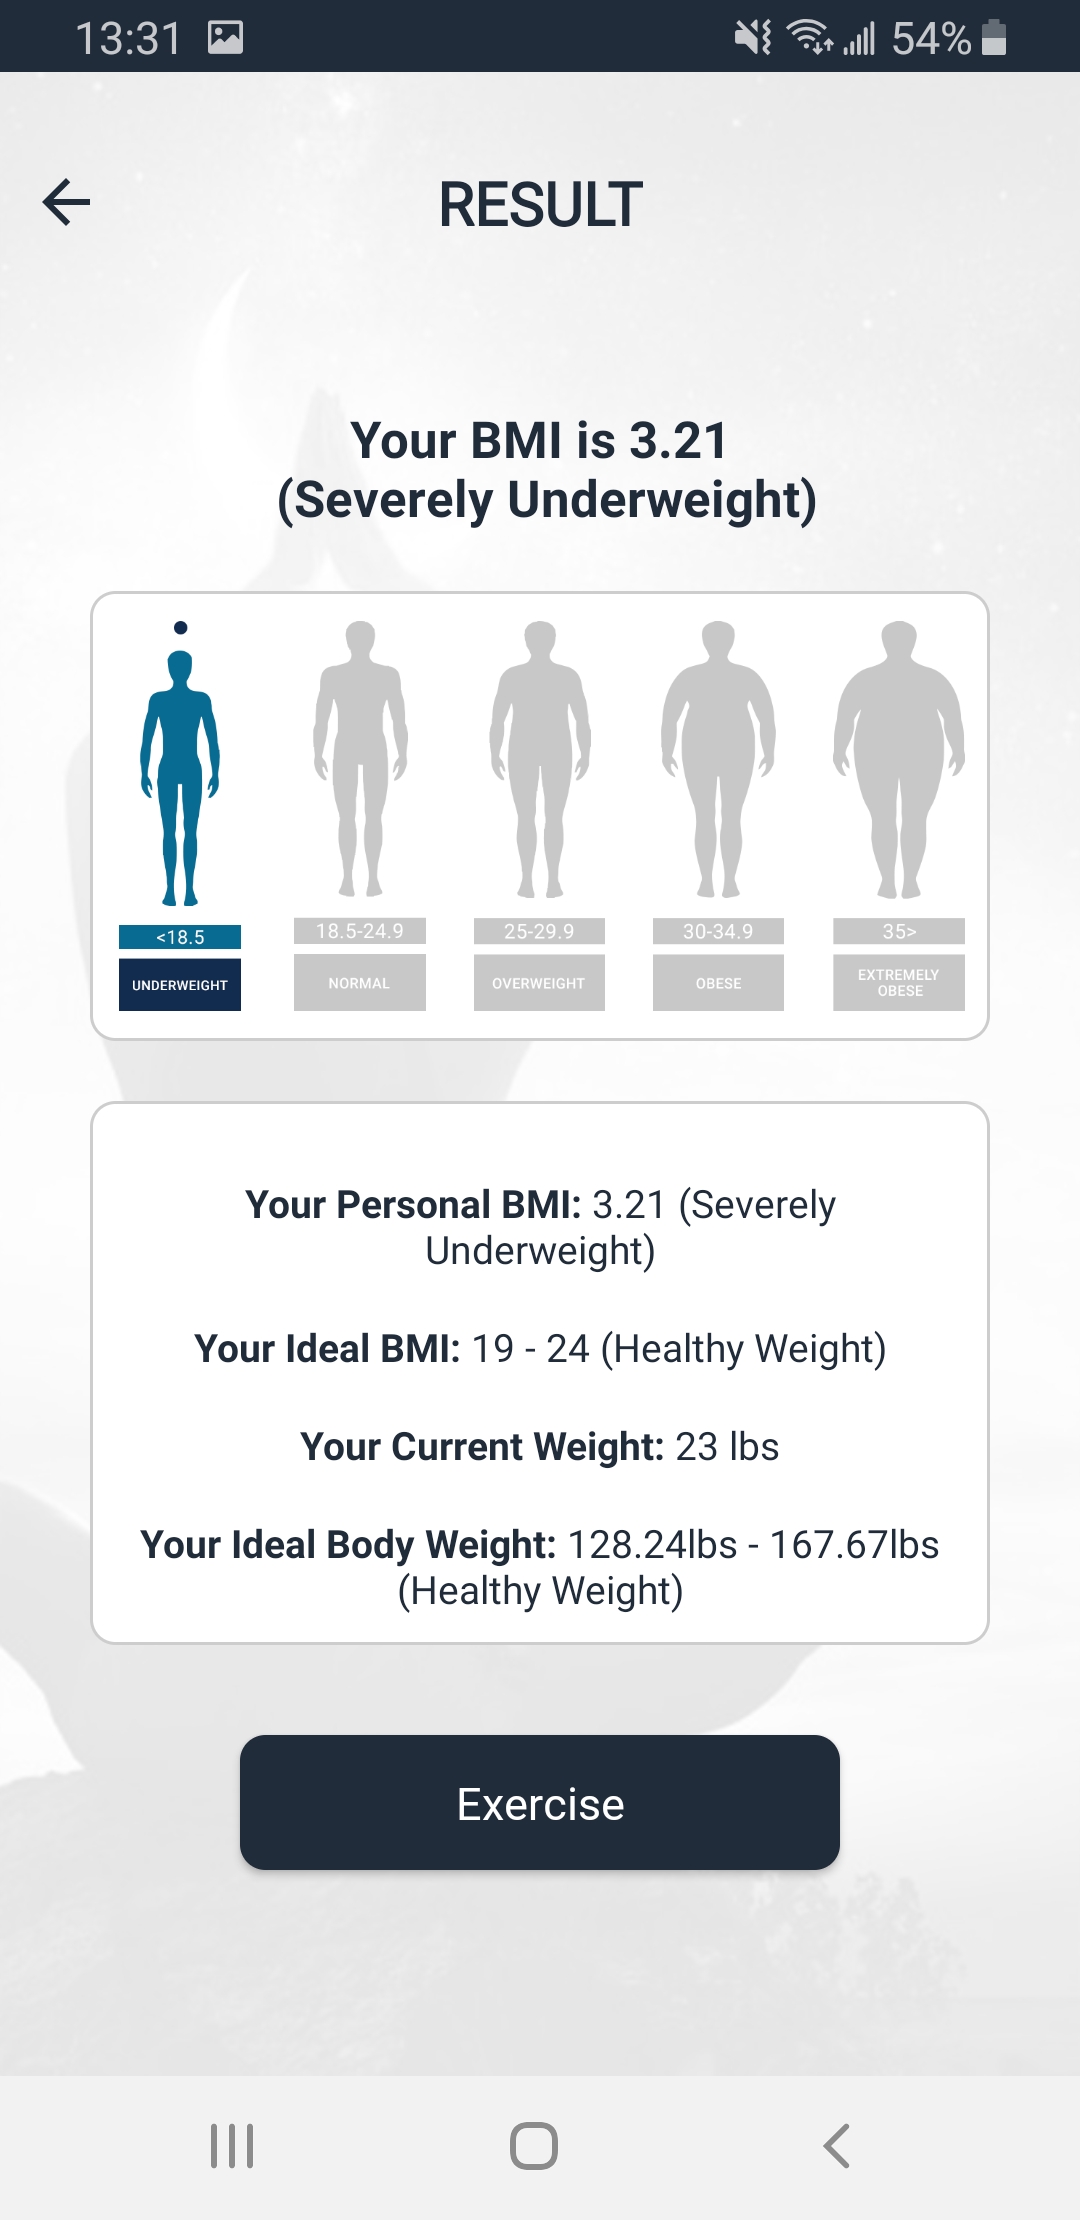 13:31 54%
RESULT
Your BMI is 3.21
(Severely Underweight)
<18.5 18.5-24.9 25-29.9 30-34.9 35>
UNDERWEIGHT NORMAL OVERWEIGHT OBESE EXTREMELY
OBESE
Your Personal BMI: 3.21 (Severely
Underweight)
Your Ideal BMI: 19 - 24 (Healthy Weight)
Your Current Weight: 23 lbs
Your Ideal Body Weight: 128.24lbs - 167.67lbs
(Healthy Weight)
Exercise